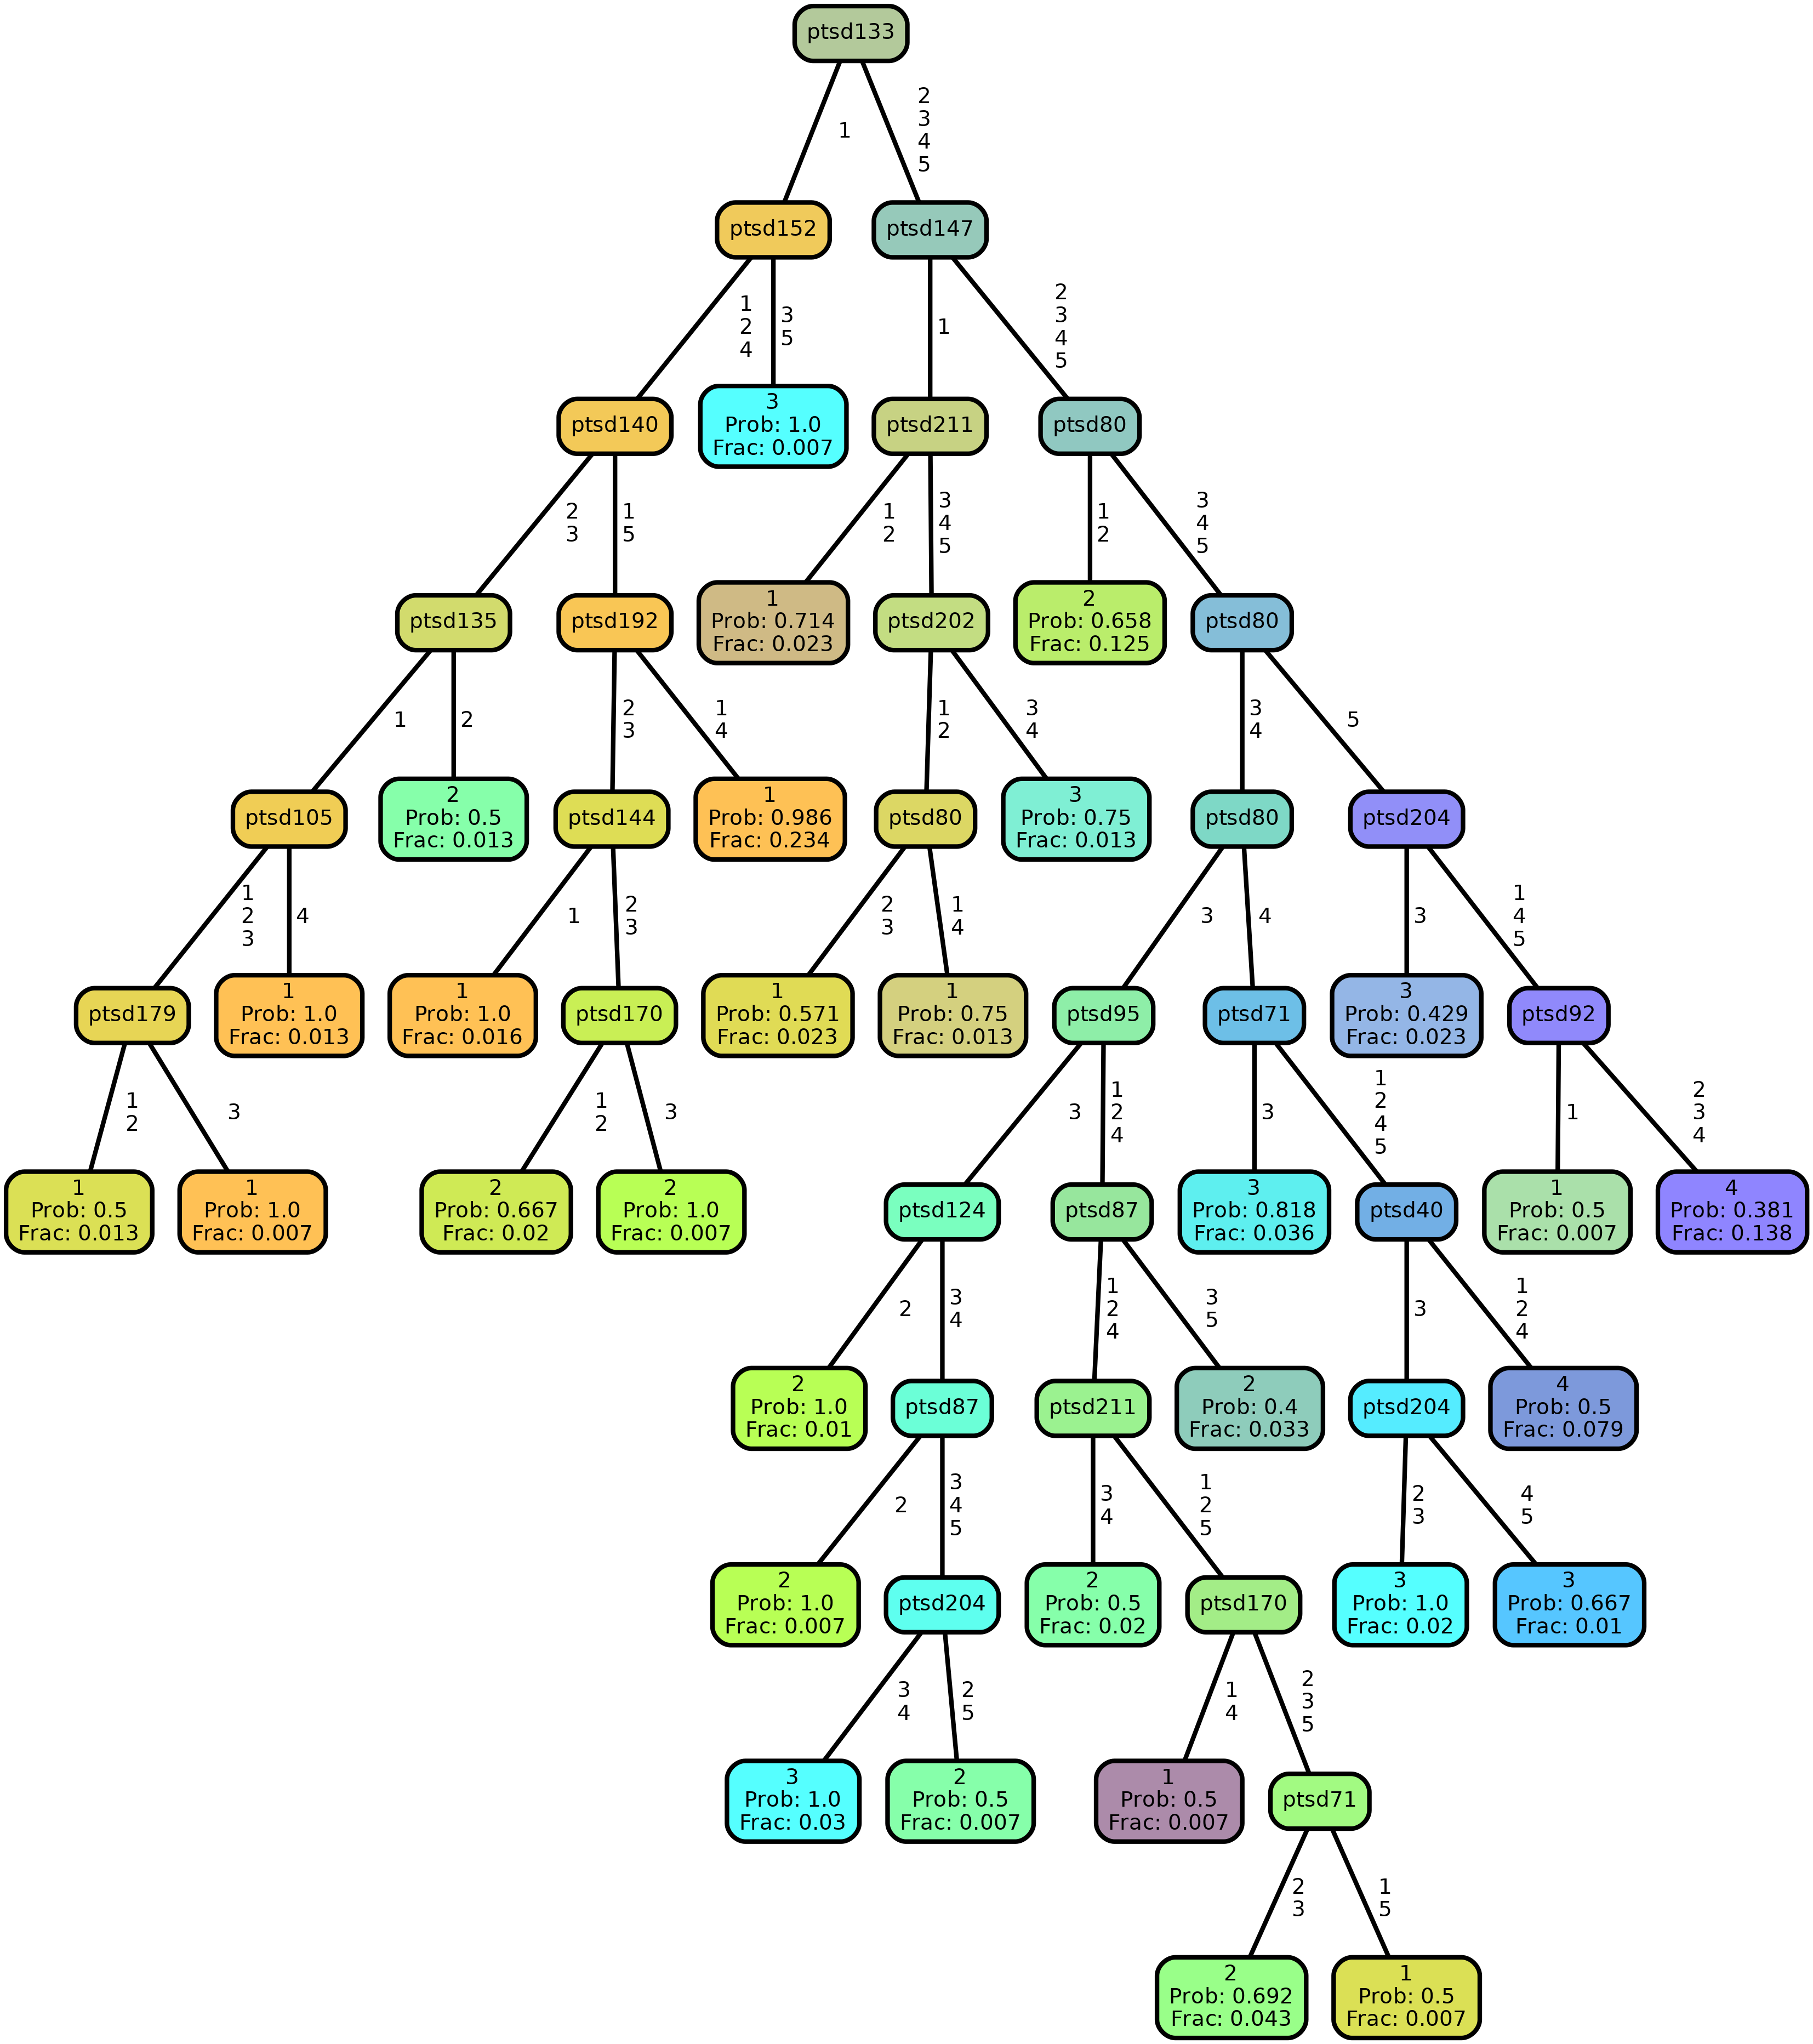 ptsd133
1
2
3
4
5
ptsd152
ptsd147
1
2
4
3
5
1
2
3
4
5
ptsd140
3
Prob: 1.0
Frac: 0.007
ptsd211
ptsd80
2
3
1
5
1
2
3
4
5
1
2
3
4
5
ptsd135
ptsd192
1
Prob: 0.714
Frac: 0.023
ptsd202
2
Prob: 0.658
Frac: 0.125
ptsd80
1
2
2
3
1
4
1
2
3
4
3
4
5
ptsd105
2
Prob: 0.5
Frac: 0.013
ptsd144
1
Prob: 0.986
Frac: 0.234
ptsd80
3
Prob: 0.75
Frac: 0.013
ptsd80
ptsd204
1
2
3
4
1
2
3
2
3
1
4
3
4
3
1
4
5
ptsd179
1
Prob: 1.0
Frac: 0.013
1
Prob: 1.0
Frac: 0.016
ptsd170
1
Prob: 0.571
Frac: 0.023
1
Prob: 0.75
Frac: 0.013
ptsd95
ptsd71
3
Prob: 0.429
Frac: 0.023
ptsd92
1
2
3
1
2
3
3
1
2
4
3
1
2
4
5
1
2
3
4
1
Prob: 0.5
Frac: 0.013
1
Prob: 1.0
Frac: 0.007
2
Prob: 0.667
Frac: 0.02
2
Prob: 1.0
Frac: 0.007
ptsd124
ptsd87
3
Prob: 0.818
Frac: 0.036
ptsd40
1
Prob: 0.5
Frac: 0.007
4
Prob: 0.381
Frac: 0.138
2
3
4
1
2
4
3
5
3
1
2
4
2
Prob: 1.0
Frac: 0.01
ptsd87
ptsd211
2
Prob: 0.4
Frac: 0.033
ptsd204
4
Prob: 0.5
Frac: 0.079
2
3
4
5
3
4
1
2
5
2
3
4
5
2
Prob: 1.0
Frac: 0.007
ptsd204
2
Prob: 0.5
Frac: 0.02
ptsd170
3
Prob: 1.0
Frac: 0.02
3
Prob: 0.667
Frac: 0.01
3
4
2
5
1
4
2
3
5
3
Prob: 1.0
Frac: 0.03
2
Prob: 0.5
Frac: 0.007
1
Prob: 0.5
Frac: 0.007
ptsd71
2
3
1
5
2
Prob: 0.692
Frac: 0.043
1
Prob: 0.5
Frac: 0.007